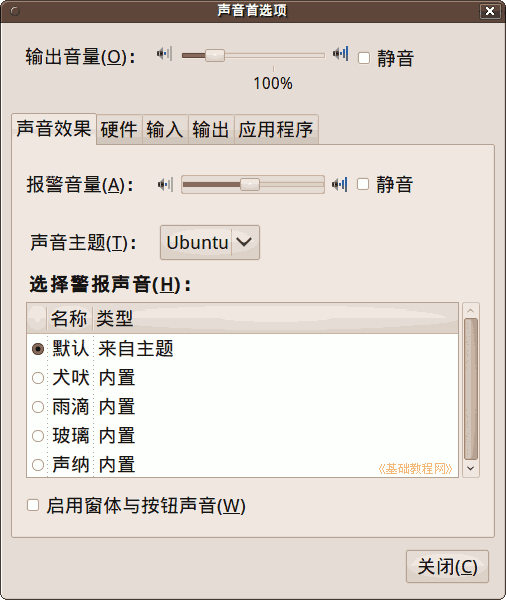 声音首选项
输出音量(O)： 静音
100%
声音效果 硬件 输入 输出 应用程序
报警音量(A)： 静音
声音主题(T)： Ubuntu
选择警报声音(H)：
名称 类型
默认 来自主题
犬吠 内置
雨滴 内置
玻璃 内置
声纳 内置
《基础教程网》
启用窗体与按钮声音(W)
关闭(C)